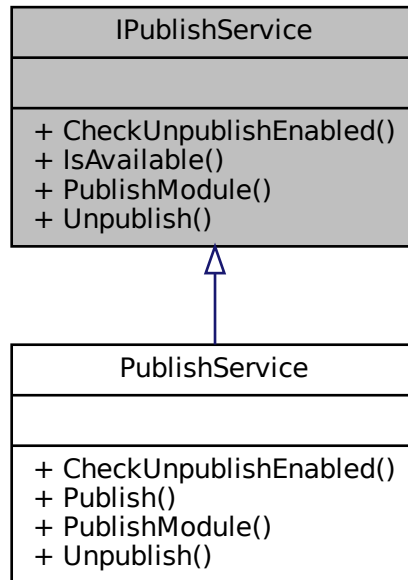 IPublishService
+ CheckUnpublishEnabled()
+ IsAvailable()
+ PublishModule()
+ Unpublish()
PublishService
+ CheckUnpublishEnabled()
+ Publish()
+ PublishModule()
+ Unpublish()